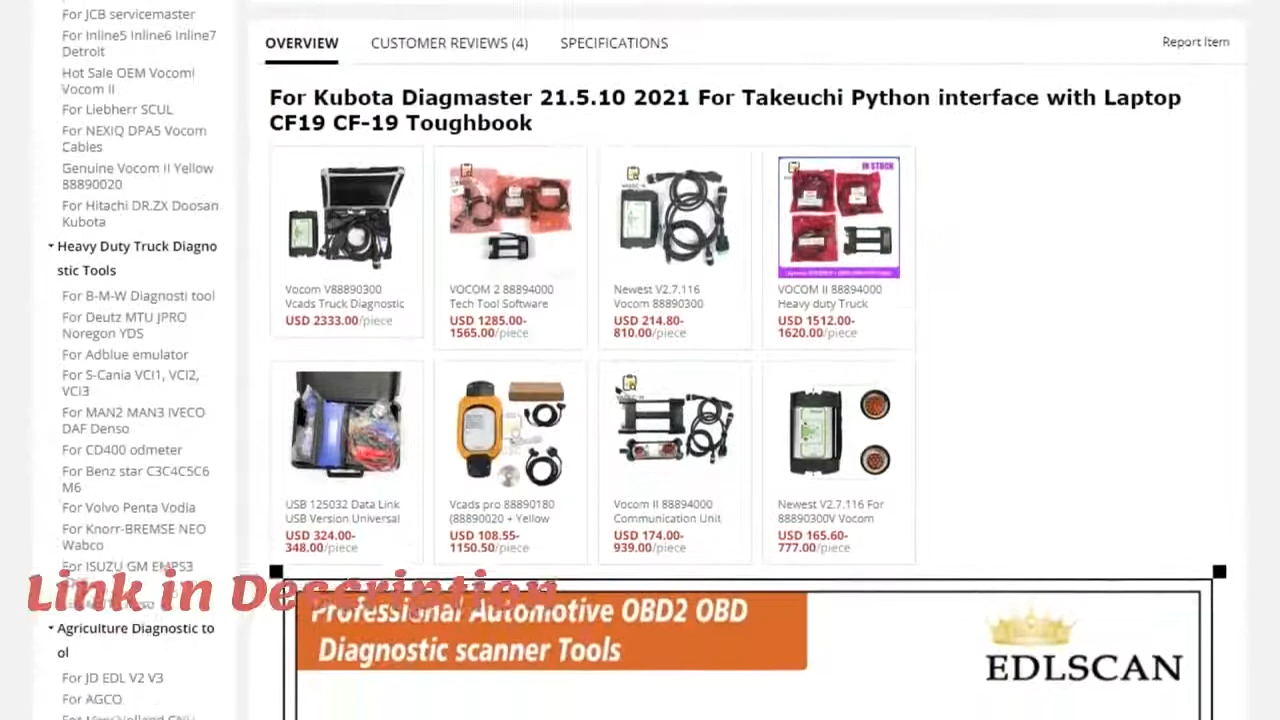 For JCB servicemaster
For Inline5 Inline6 Inline7
Detroit
Hot Sale OEM Vocom!
Vocom II
For Liebherr SCUL
For NEXIQ DPA5 Vocom
Cables
Genuine Vocom II Yellow
88890020
For Hitachi DR.ZX Doosan
Kubota
Heavy Duty Truck Diagno
stic Tools
For B-M-W Diagnosti tool
For Deutz MTU JPRO
Noregon YDS
For Adblue emulator
For S-Cania VCI1, VCI2,
VCI3
For MAN2 MAN3 IVECO
DAF Denso
For CD400 odmeter
For Benz star C3C4C5C6
M6
For Volvo Penta Vodia
For Knorr-BREMSE NEO
Wabco
For ISUZU GM EMPS3
Agriculture Diagnostic to
ol
For JD EDL V2 V3
For AGCO
OVERVIEW CUSTOMER REVIEWS (4) SPECIFICATIONS
Report Item
For Kubota Diagmaster 21.5.10 2021 For Takeuchi Python interface with Laptop
CF19 CF-19 Toughbook
IN STOCK
Vocom V88890300
Vcads Truck Diagnostic
USD 2333.00/piece
VOCOM 2 88894000
Tech Tool Software
USD 1285.00-
1565.00/piece
Newest V2.7.116
Vocom 88890300
USD 214.80-
810.00/piece
VOCOM II 88894000
Heavy duty Truck
USD 1512.00-
1620.00/piece
USB 125032 Data Link
USB Version Universal
USD 324.00-
348.00/piece
Vcads pro 88890180
(88890020 + Yellow
USD 108.55-
1150.50/piece
Vocom II 88894000
Communication Unit
USD 174.00-
939.00/piece
Newest V2.7.116 For
88890300V Vocom
USD 165.60-
777.00/piece
Link in Description
Professional Automotive OBD2 OBD
Diagnostic scanner Tools
EDLSCAN